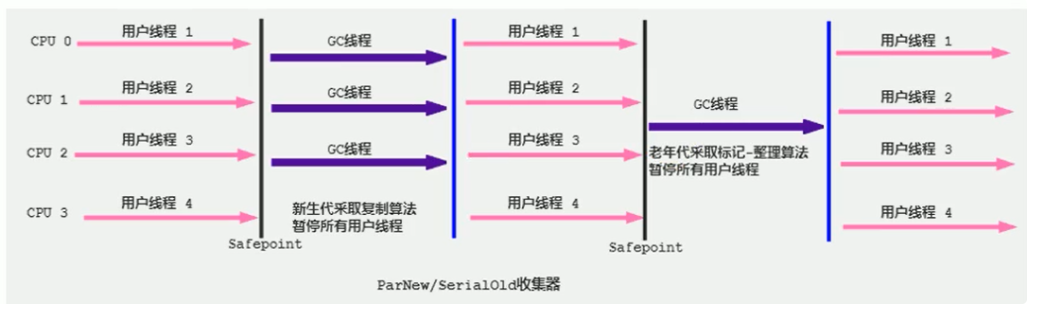 CPU 0
用户线程 1
GC线程
用户线程 1
用户线程 1
CPU 1
用户线程 2
GC线程
用户线程 2
GC线程
用户线程 2
CPU 2
用户线程 3
GC线程
用户线程 3
老年代采取标记-整理算法
暂停所有用户线程
用户线程 3
CPU 3
用户线程 4
新生代采取复制算法
暂停所有用户线程
用户线程 4
用户线程 4
Safepoint
Safepoint
ParNew/SerialOld收集器